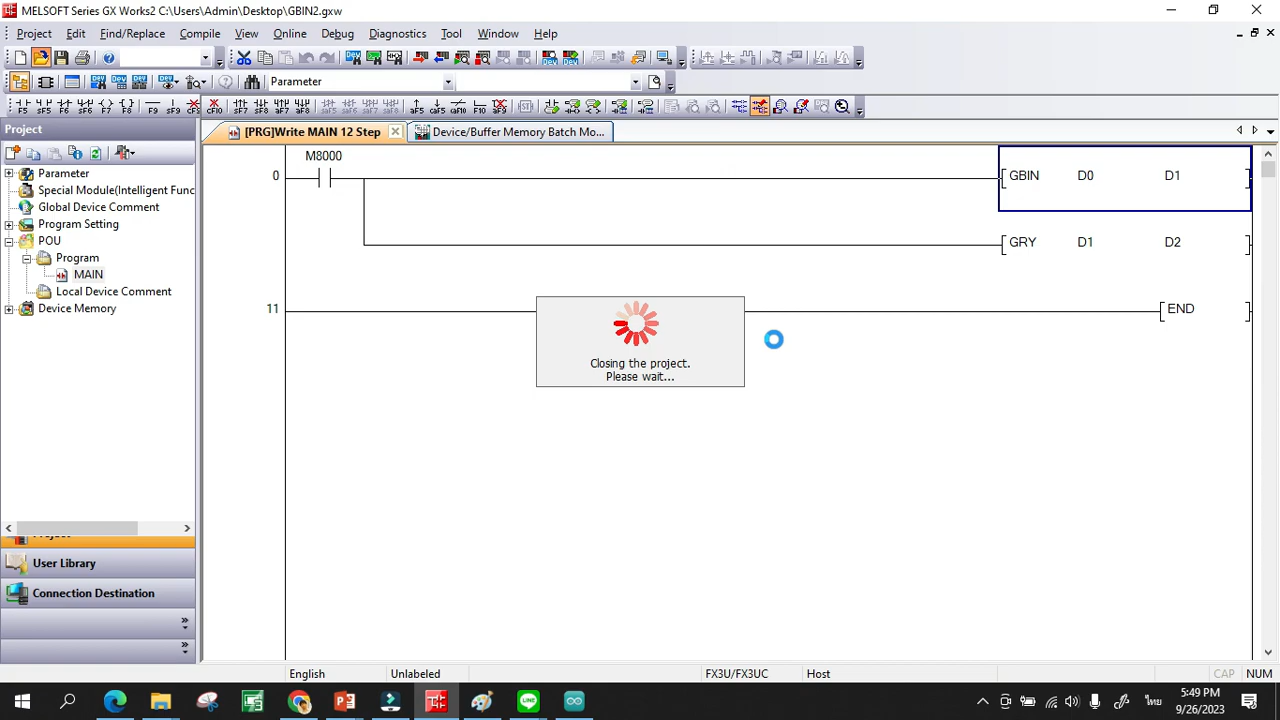 MELSOFT Series GX Works2 C:\Users\Admin\Desktop\GBIN2.gxw
Project Edit Find/Replace Compile View Online Debug Diagnostics Tool Window Help
Parameter
Project
[PRG]Write MAIN 12 Step
Device/Buffer Memory Batch Mo...
Parameter
Special Module(Intelligent Func
Global Device Comment
Program Setting
POU
Program
MAIN
Local Device Comment
Device Memory
M8000
0
GBIN D0 D1
GRY D1 D2
11
END
Closing the project.
Please wait...
User Library
Connection Destination
English
Unlabeled
FX3U/FX3UC
Host
CAP
NUM
ไทย
5:49 PM
9/26/2023